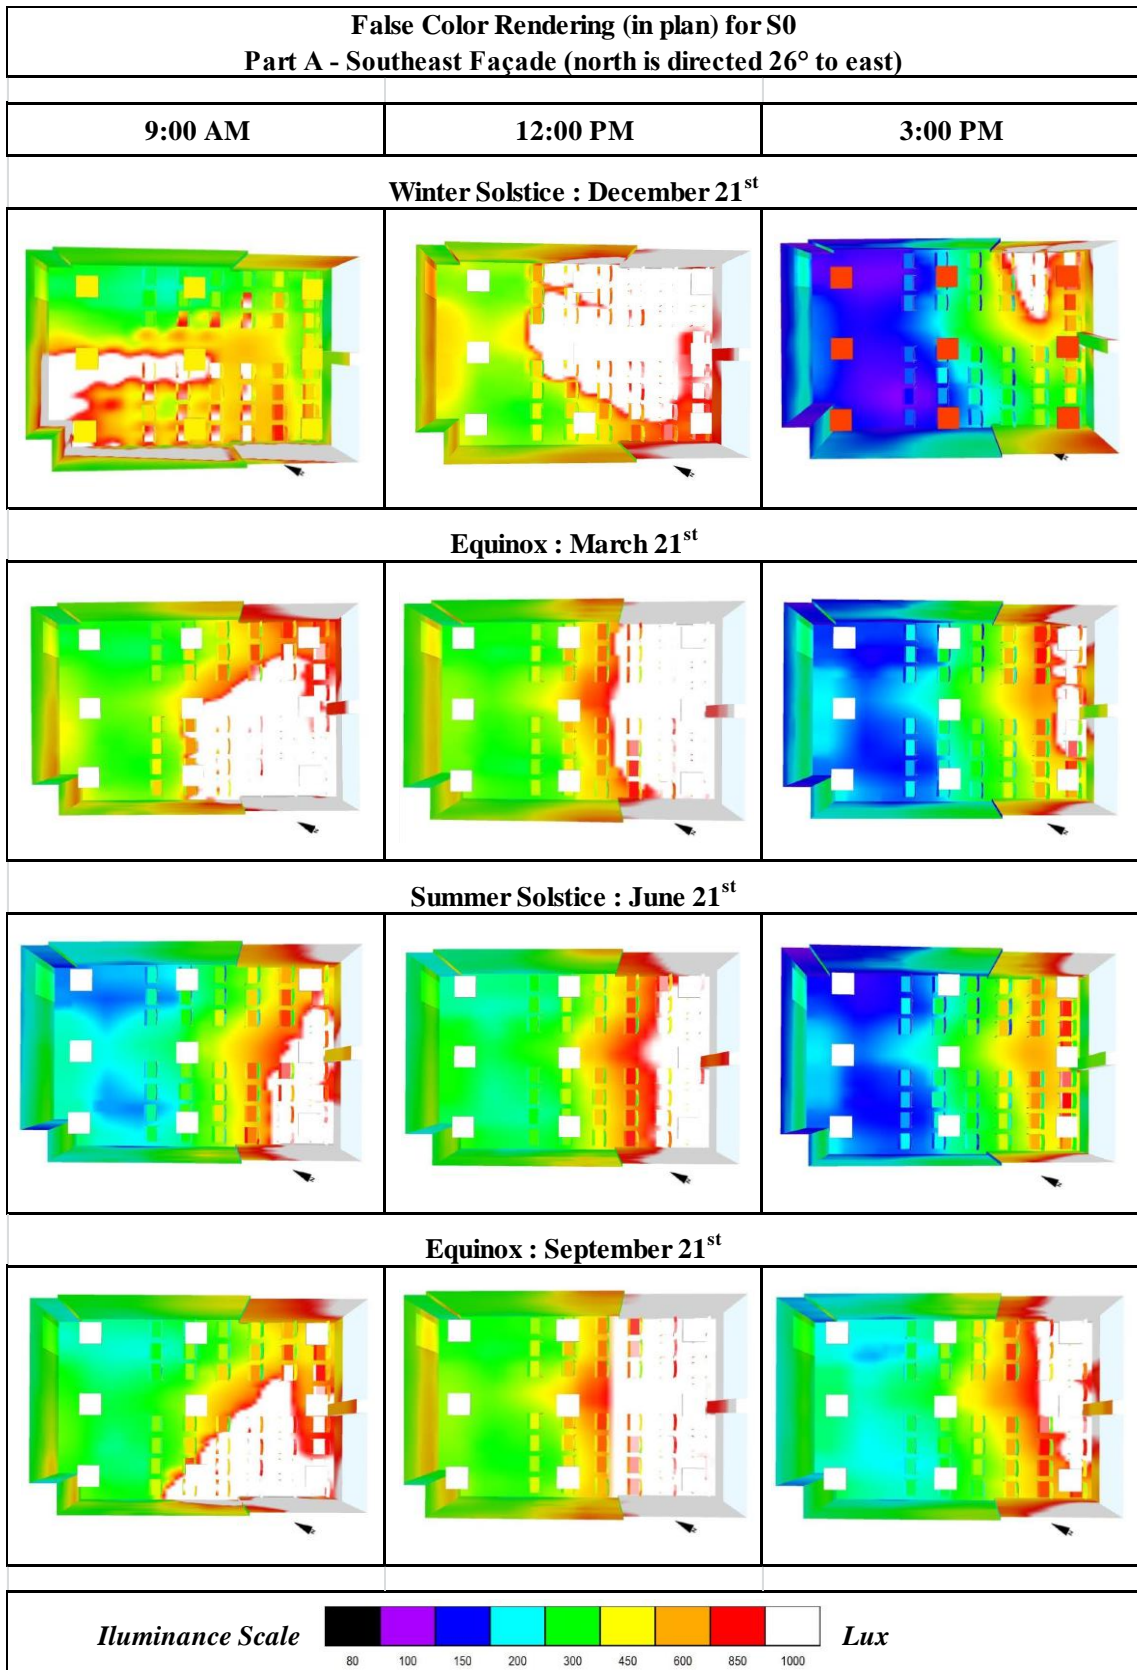 False Color Rendering (in plan) for S0
Part A - Southeast Façade (north is directed 26° to east)
9:00 AM 12:00 PM 3:00 PM
Winter Solstice : December 21st
Equinox : March 21st
Summer Solstice : June 21st
Equinox : September 21st
Iluminance Scale Lux
80 100 150 200 300 450 600 850 1000